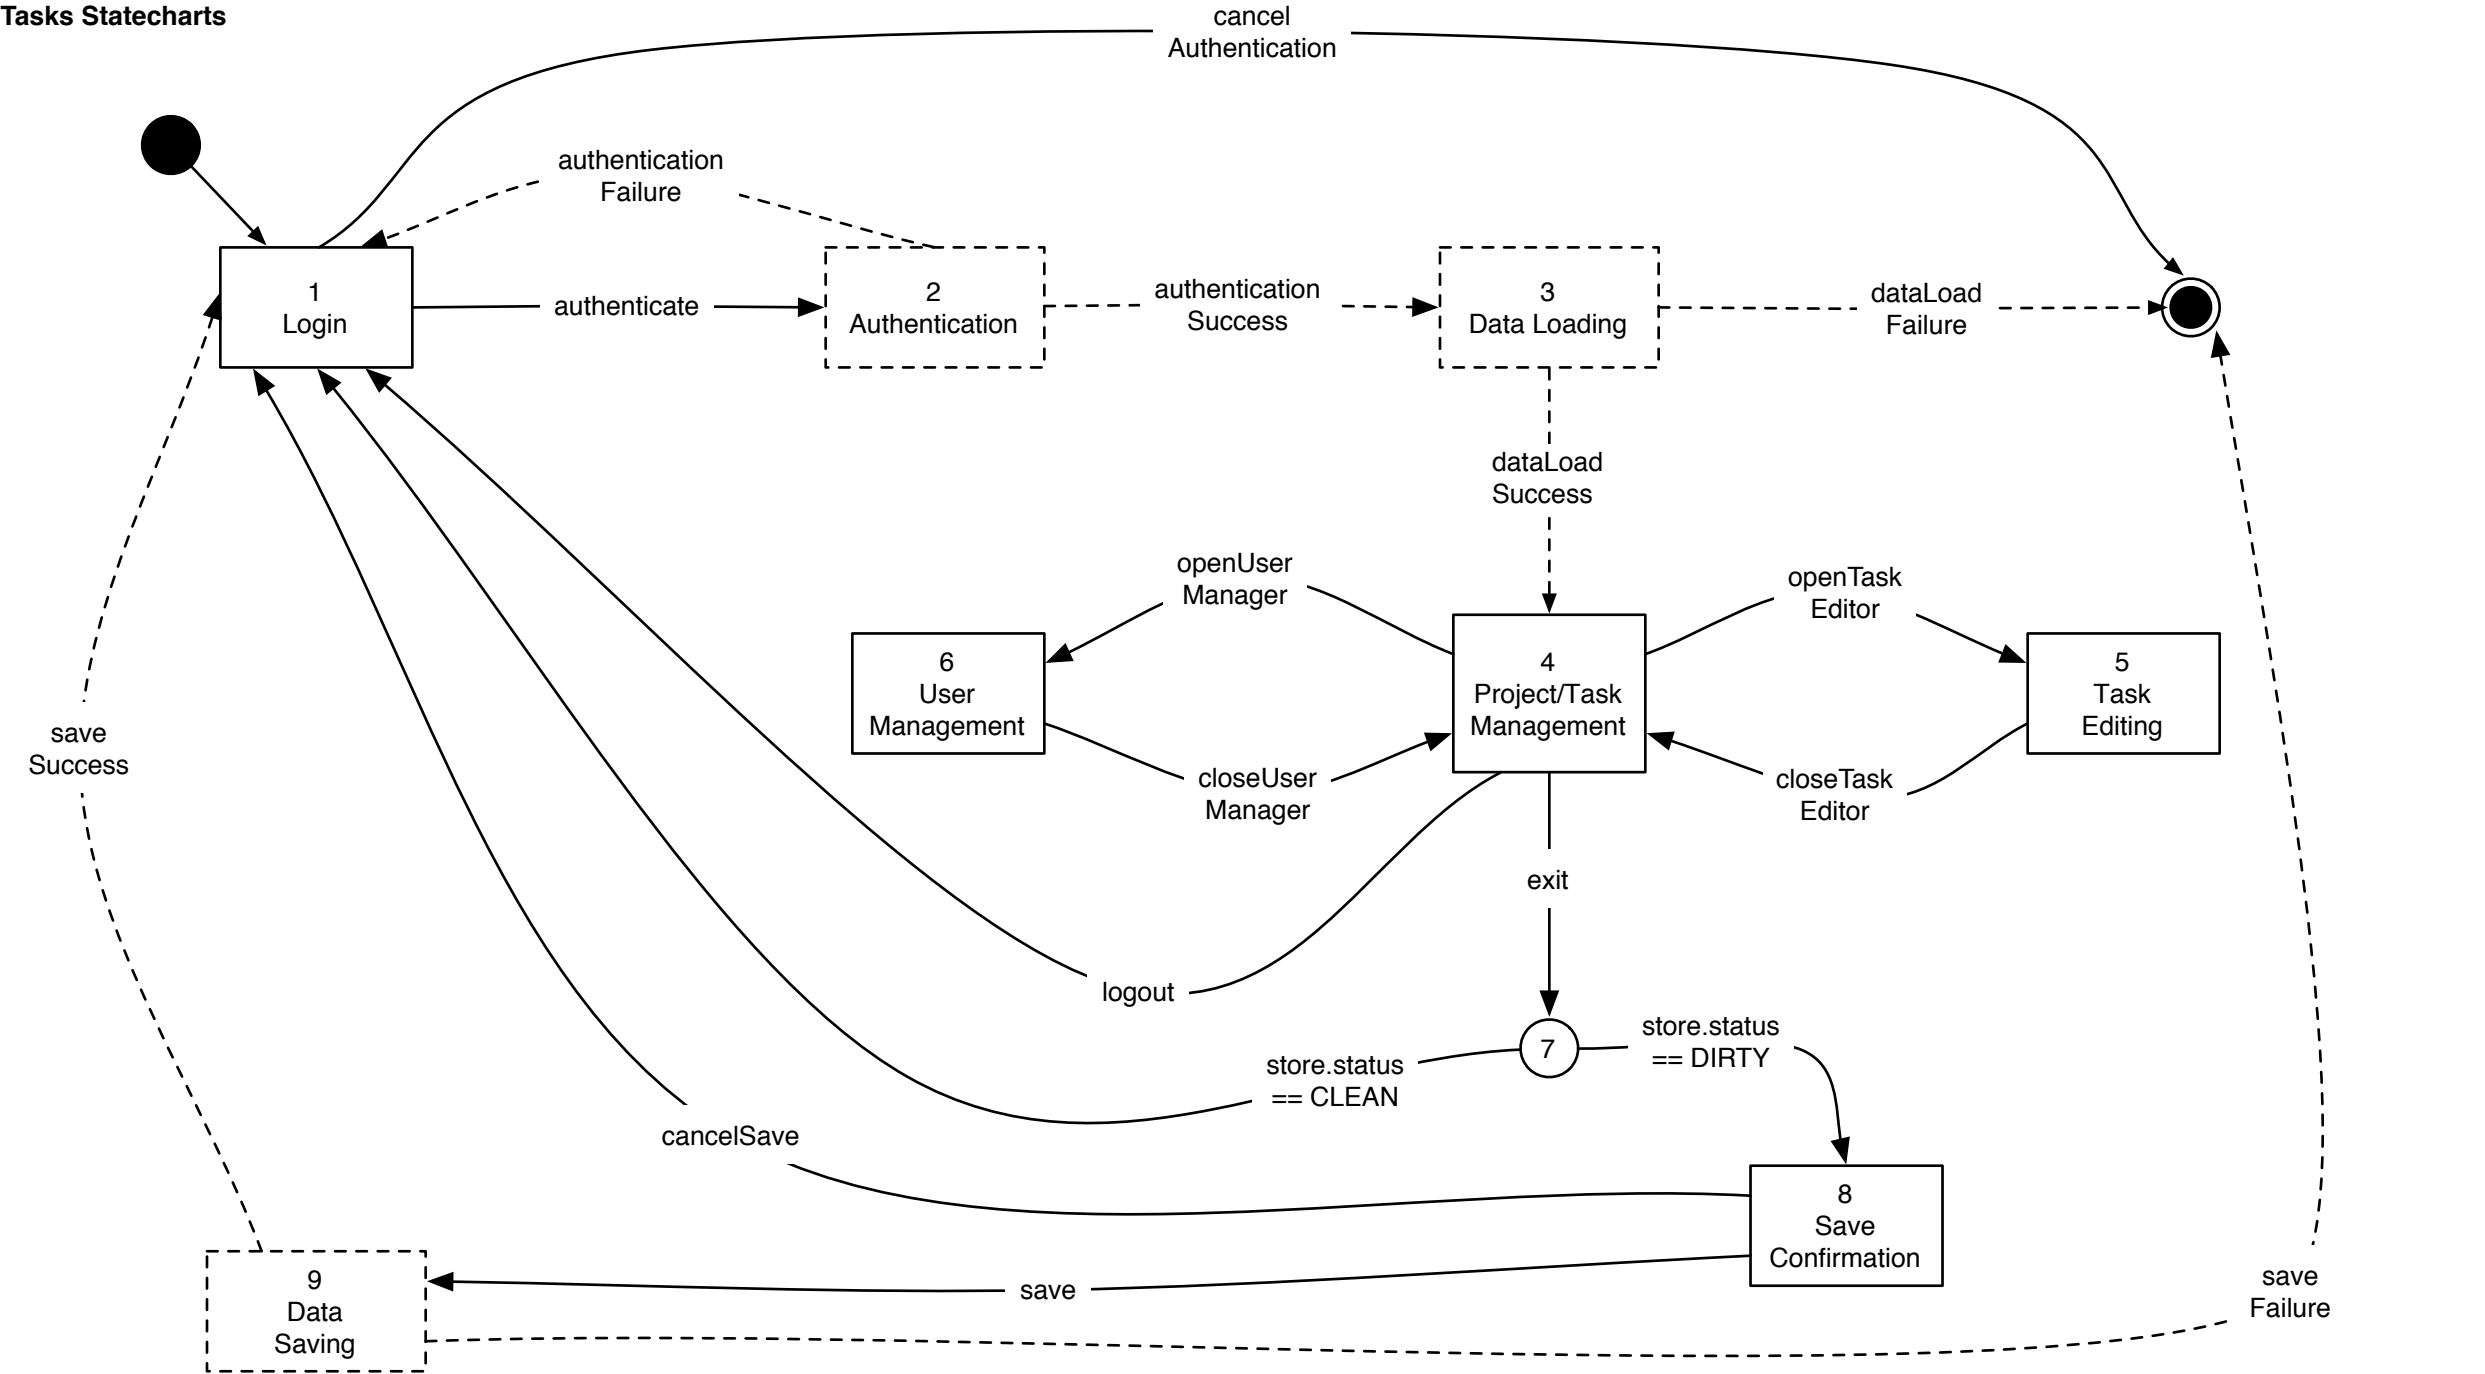 Tasks Statecharts
cancel
Authentication
authentication
Failure
1
Login
authenticate
2
Authentication
authentication
Success
3
Data Loading
dataLoad
Failure
dataLoad
Success
openUser
Manager
openTask
Editor
6
User
Management
4
Project/Task
Management
5
Task
Editing
save
Success
closeUser
Manager
closeTask
Editor
exit
logout
7
store.status
== DIRTY
store.status
== CLEAN
cancelSave
8
Save
Confirmation
9
Data
Saving
save
save
Failure